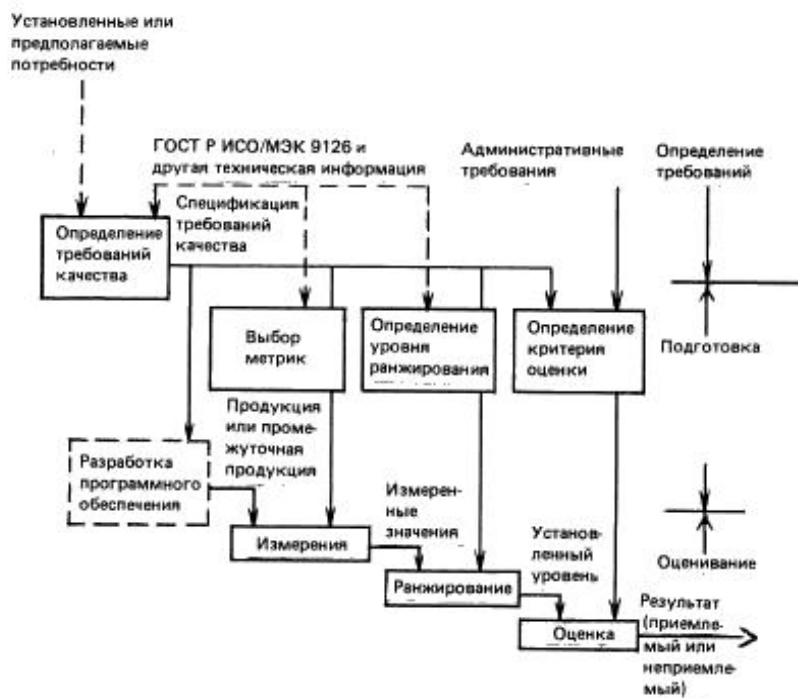 Установленные или
предполагаемые
потребности
ГОСТ Р ИСО/МЭК 9126 и
другая техническая информация
Административные
требования
Определение
требований
Спецификация
требований
качества
Определение
требований
качества
Выбор
метрик
Определение
уровня
ранжирования
Определение
критерия
оценки
Подготовка
Продукция
или проме-
жуточная
продукция
Разработка
программного
обеспечения
Измерен-
ные
значения
Измерения
Установ-
ленный
уровень
Оценивание
Ранжирование
Результат
(приемле-
мый или
неприемле-
мый)
Оценка